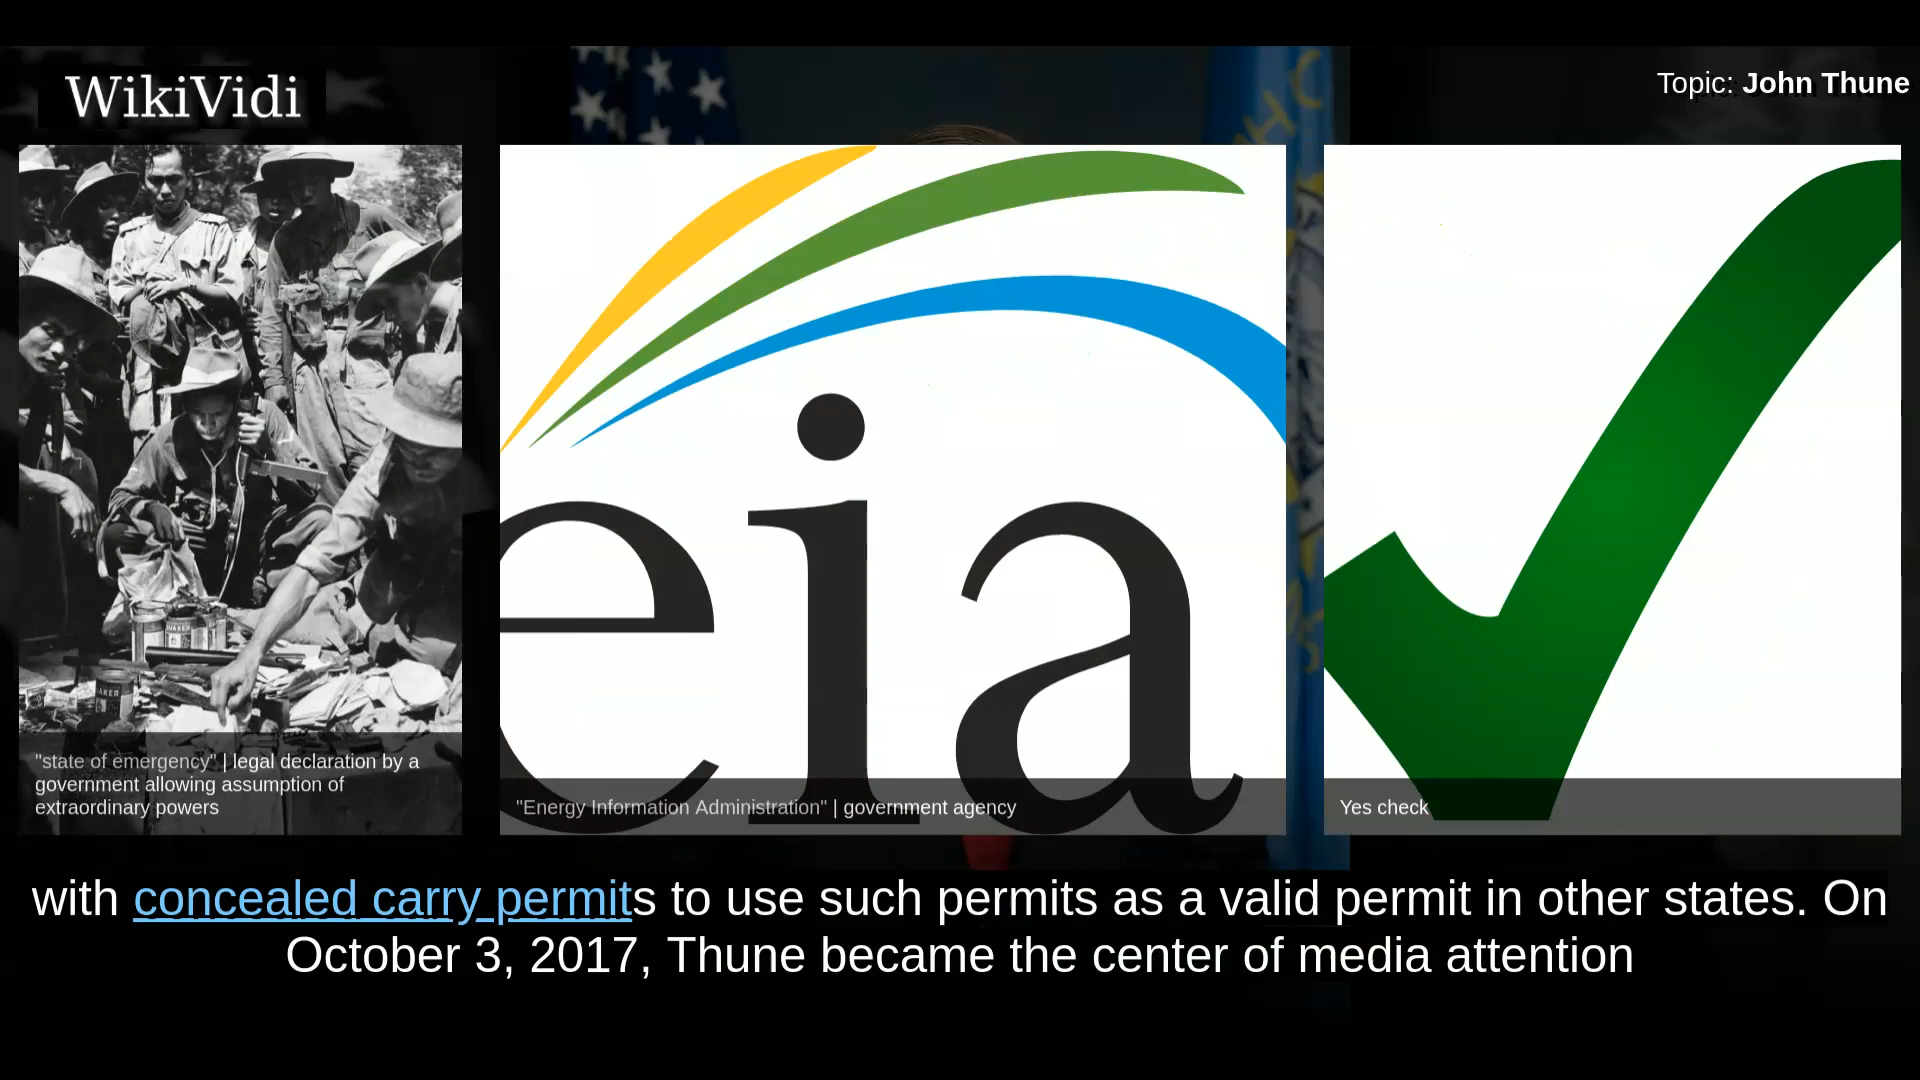 WikiVidi
Topic: John Thune
QUAKER
AKER
"state of emergency" | legal declaration by a
government allowing assumption of
extraordinary powers
eia
"Energy Information Administration" | government agency
Yes check
with concealed carry permits to use such permits as a valid permit in other states. On
October 3, 2017, Thune became the center of media attention